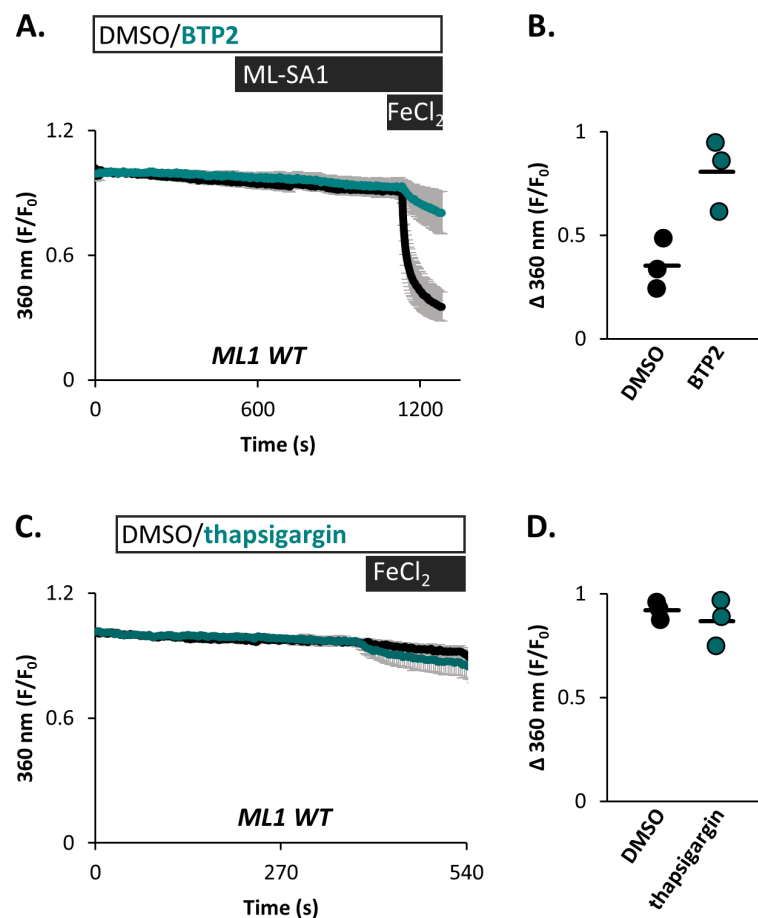 A.
DMSO/BTP2
ML-SA1
FeCl2
1.2
0.6
0
360 nm (F/F0)
ML1 WT
0
600
1200
Time (s)
B.
1
0.5
0
Δ 360 nm (F/F0)
DMSO
BTP2
C.
DMSO/thapsigargin
FeCl2
1.2
0.6
0
360 nm (F/F0)
ML1 WT
0
270
540
Time (s)
D.
1
0.5
0
Δ 360 nm (F/F0)
DMSO
thapsigargin